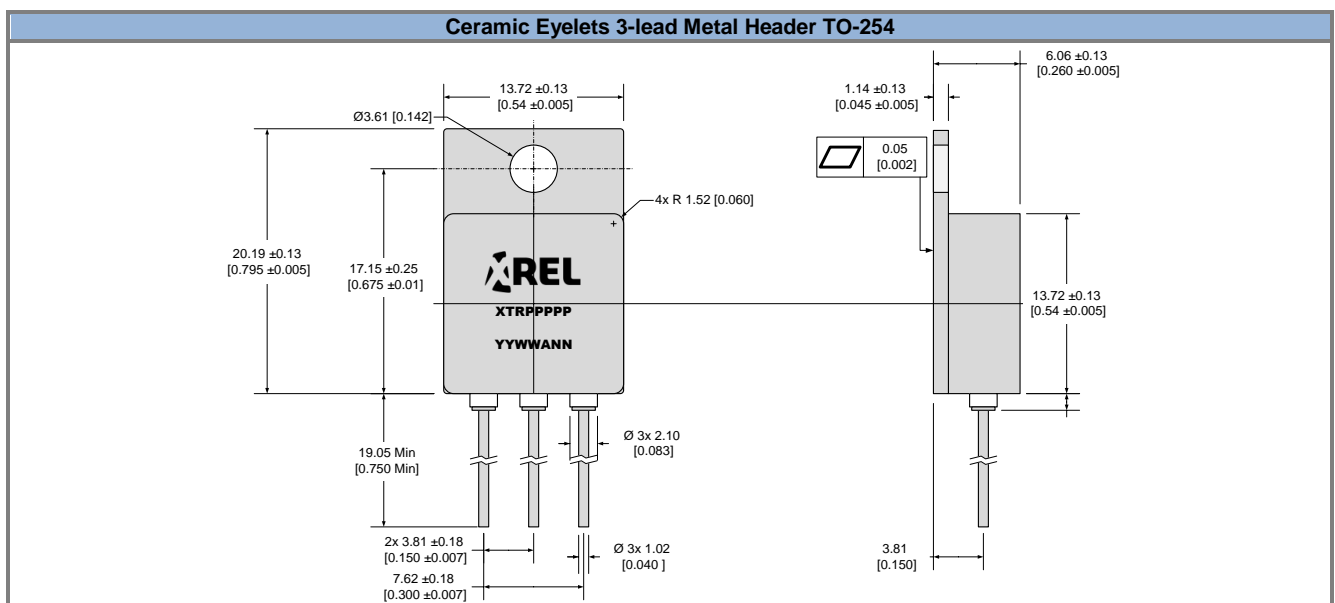 Ceramic Eyelets 3-lead Metal Header TO-254
13.72 ±0.13
[0.54 ±0.005]
Ø3.61 [0.142]
4x R 1.52 [0.060]
20.19 ±0.13
[0.795 ±0.005]
17.15 ±0.25
[0.675 ±0.01]
XREL
XTRPPPPP
YYWWANN
19.05 Min
[0.750 Min]
Ø 3x 2.10
[0.083]
2x 3.81 ±0.18
[0.150 ±0.007]
Ø 3x 1.02
[0.040 ]
7.62 ±0.18
[0.300 ±0.007]
6.06 ±0.13
[0.260 ±0.005]
1.14 ±0.13
[0.045 ±0.005]
0.05
[0.002]
13.72 ±0.13
[0.54 ±0.005]
3.81
[0.150]